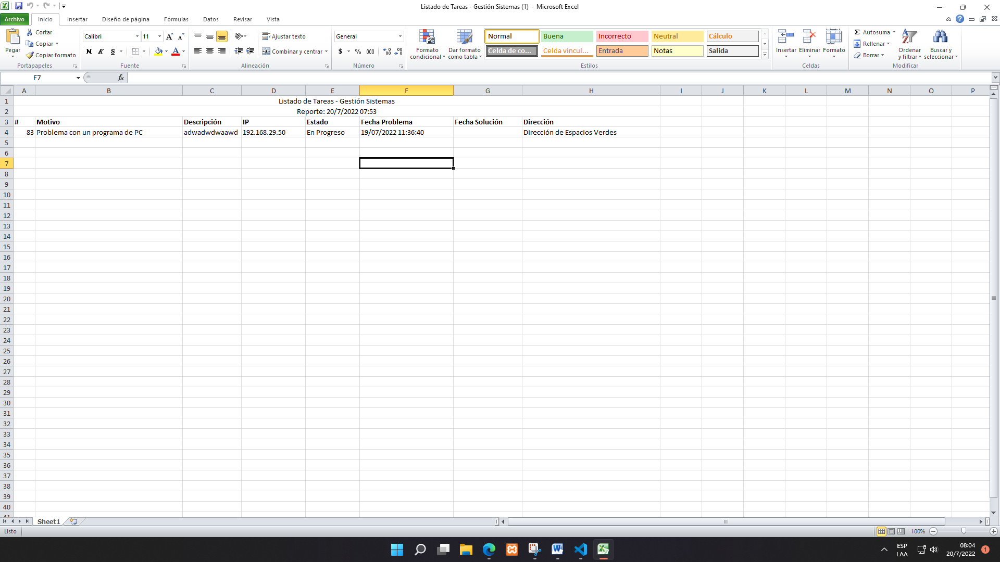 Listado de Tareas - Gestión Sistemas (1) - Microsoft Excel
Archivo Inicio Insertar Diseño de página Fórmulas Datos Revisar Vista
Pegar Cortar Copiar Copiar formato
Portapapeles
Calibri 11
N K S
Fuente
Ajustar texto
Combinar y centrar
Alineación
General
$ % 000
Número
Formato condicional
Dar formato como tabla
Normal Buena Incorrecto Neutral Cálculo
Celda de co... Celda vincul... Entrada Notas Salida
Estilos
Insertar Eliminar Formato
Celdas
Autosuma
Rellenar
Borrar
Ordenar y filtrar
Buscar y seleccionar
Modificar
F7 fx
A B C D E F G H I J K L M N O P
1 Listado de Tareas - Gestión Sistemas
2 Reporte: 20/7/2022 07:53
3 # Motivo Descripción IP Estado Fecha Problema Fecha Solución Dirección
4 83 Problema con un programa de PC adwadwdwaawd 192.168.29.50 En Progreso 19/07/2022 11:36:40 Dirección de Espacios Verdes
5
6
7
8
9
10
11
12
13
14
15
16
17
18
19
20
21
22
23
24
25
26
27
28
29
30
31
32
33
34
35
36
37
38
39
40
41
Sheet1
Listo 100%
ESP
LAA
08:04
20/7/2022
1